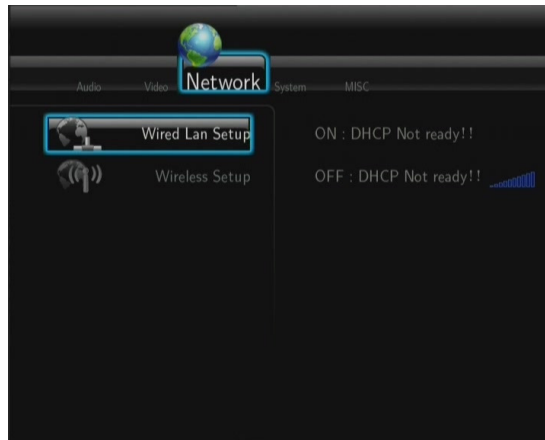 Audio Video Network System MISC
Wired Lan Setup ON : DHCP Not ready!!
Wireless Setup OFF : DHCP Not ready!!